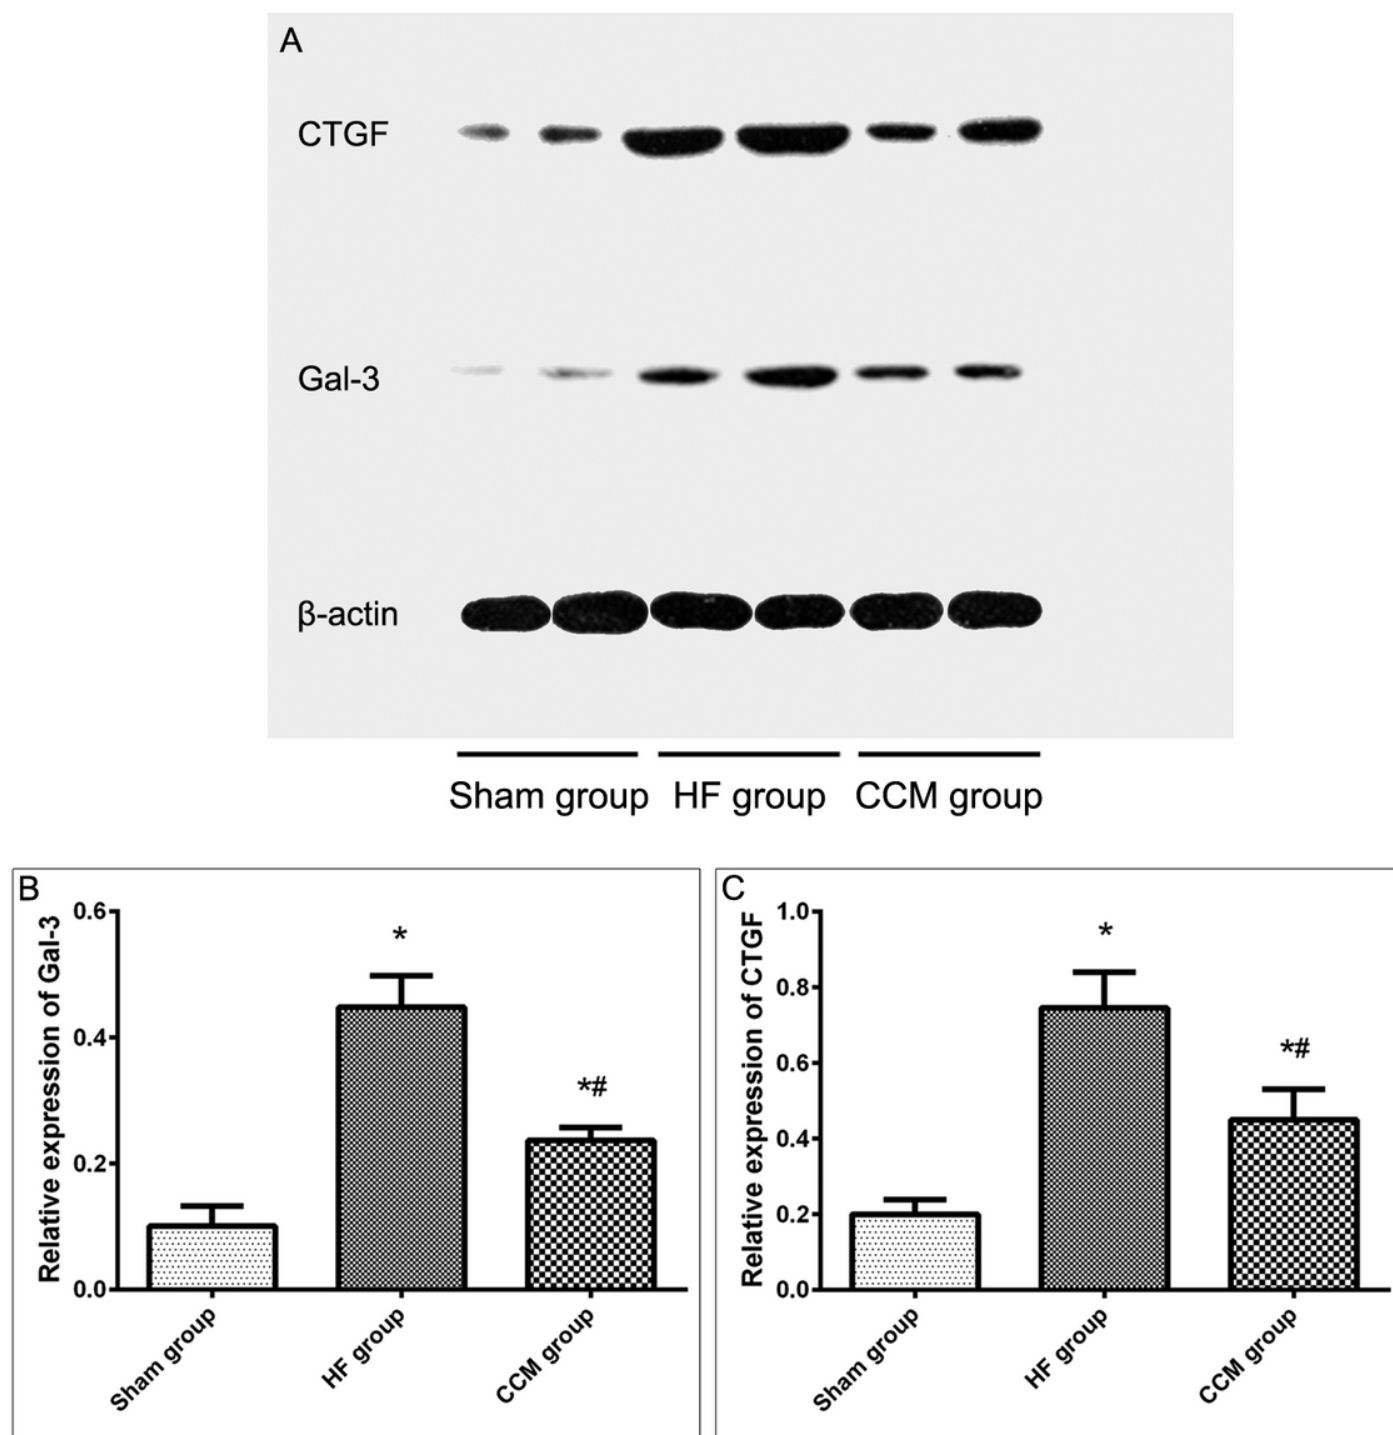 A
CTGF
Gal-3
β-actin
Sham group HF group CCM group
B
Relative expression of Gal-3
0.6
0.4
0.2
0.0
*
*#
Sham group
HF group
CCM group
C
Relative expression of CTGF
1.0
0.8
0.6
0.4
0.2
0.0
*
*#
Sham group
HF group
CCM group